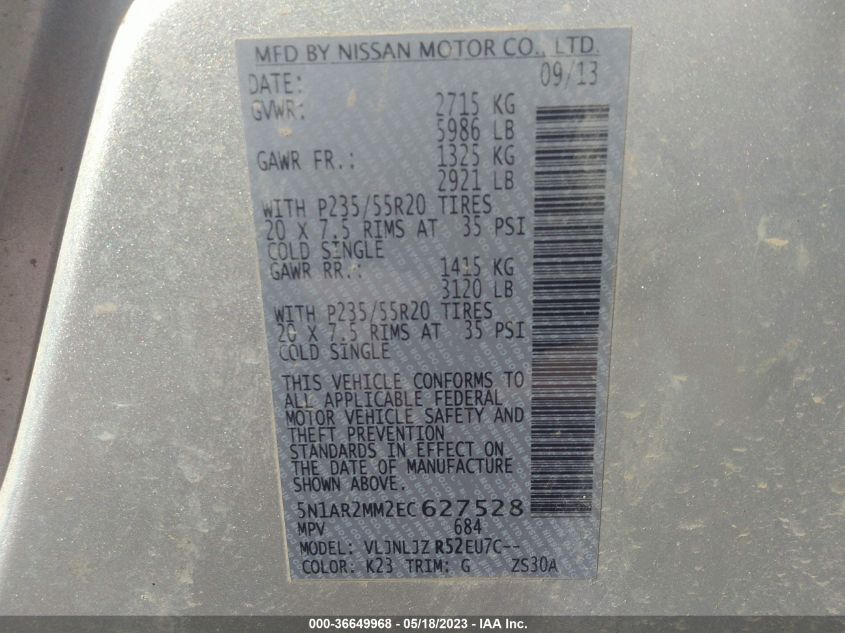 MFD BY NISSAN MOTOR CO., LTD.
DATE: 09/13
GVWR: 2715 KG
5986 LB
GAWR FR.: 1325 KG
2921 LB
WITH P235/55R20 TIRES
20 X 7.5 RIMS AT 35 PSI
COLD SINGLE
GAWR RR.: 1415 KG
3120 LB
WITH P235/55R20 TIRES
20 X 7.5 RIMS AT 35 PSI
COLD SINGLE
THIS VEHICLE CONFORMS TO
ALL APPLICABLE FEDERAL
MOTOR VEHICLE SAFETY AND
THEFT PREVENTION
STANDARDS IN EFFECT ON
THE DATE OF MANUFACTURE
SHOWN ABOVE.
5N1AR2MM2EC627528
MPV 684
MODEL: VLJNLJZ R52EU7C--
COLOR: K23 TRIM: G ZS30A
000-36649968 - 05/18/2023 - IAA Inc.